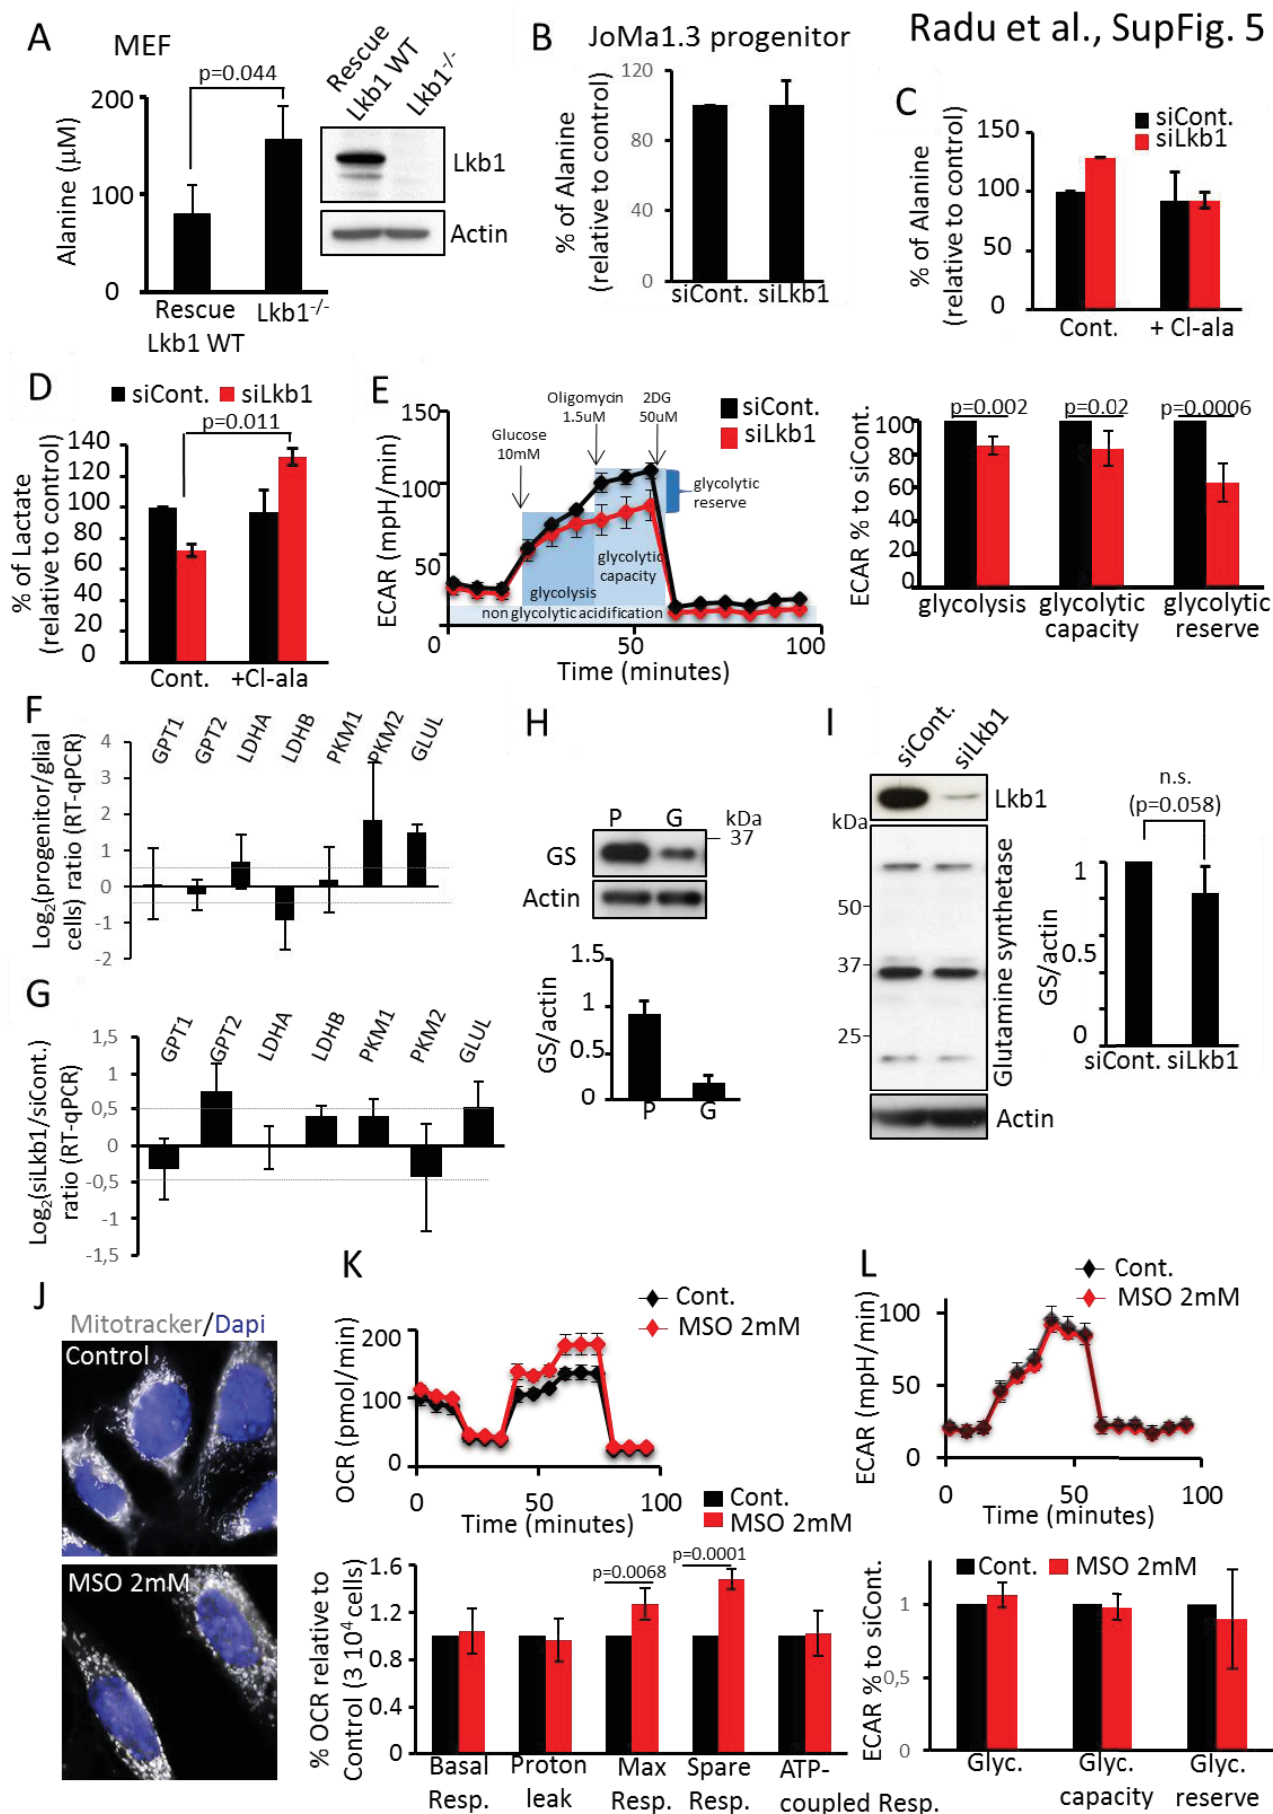 Radu et al., SupFig. 5
A
MEF
p=0.044
200
100
0
Alanine (µM)
Rescue
Lkb1 WT
Lkb1-/-
Rescue
Lkb1 WT
Lkb1-/-
Lkb1
Actin
B
JoMa1.3 progenitor
120
80
40
0
% of Alanine
(relative to control)
siCont. siLkb1
C
siCont.
siLkb1
150
100
50
0
% of Alanine
(relative to control)
Cont.
+ Cl-ala
D
siCont.
siLkb1
p=0.011
140
120
100
80
60
40
20
0
% of Lactate
(relative to control)
Cont.
+Cl-ala
E
150
100
50
0
ECAR (mpH/min)
Glucose
10mM
Oligomycin
1.5uM
2DG
50uM
siCont.
siLkb1
glycolytic
reserve
glycolytic
capacity
glycolysis
non glycolytic acidification
0
50
100
Time (minutes)
p=0.002
p=0.02
p=0.0006
100
80
60
40
20
0
ECAR % to siCont.
glycolysis
glycolytic
capacity
glycolytic
reserve
F
GPT1
GPT2
LDHA
LDHB
PKM1
PKM2
GLUL
4
3
2
1
0
-1
-2
Log2(progenitor/glial
cells) ratio (RT-qPCR)
G
GPT1
GPT2
LDHA
LDHB
PKM1
PKM2
GLUL
1,5
1
0,5
0
-0,5
-1
-1,5
Log2(siLkb1/siCont.)
ratio (RT-qPCR)
H
P
G
kDa
37
GS
Actin
1.5
1
0.5
0
GS/actin
P
G
I
siCont.
siLkb1
Lkb1
kDa
50
37
25
Glutamine synthetase
Actin
n.s.
(p=0.058)
1
0.5
0
GS/actin
siCont. siLkb1
J
Mitotracker/Dapi
Control
MSO 2mM
K
Cont.
MSO 2mM
200
100
0
OCR (pmol/min)
0
50
100
Time (minutes)
Cont.
MSO 2mM
p=0.0068
p=0.0001
1.6
1.2
0.8
0.4
0
% OCR relative to
Control (3 10^4 cells)
Basal
Resp.
Proton
leak
Max
Resp.
Spare
Resp.
ATP-
coupled Resp.
L
Cont.
MSO 2mM
100
50
0
ECAR (mpH/min)
0
50
100
Time (minutes)
Cont.
MSO 2mM
1
0,5
0
ECAR % to siCont.
Glyc.
Glyc.
capacity
Glyc.
reserve